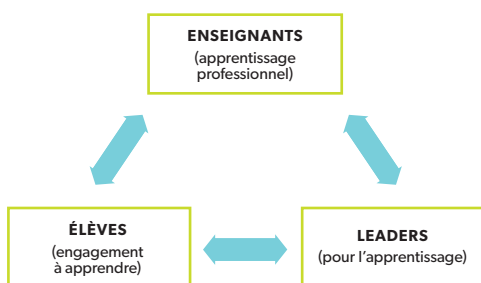 ENSEIGNANTS
(apprentissage
professionnel)
ÉLÈVES
(engagement
à apprendre)
LEADERS
(pour l'apprentissage)